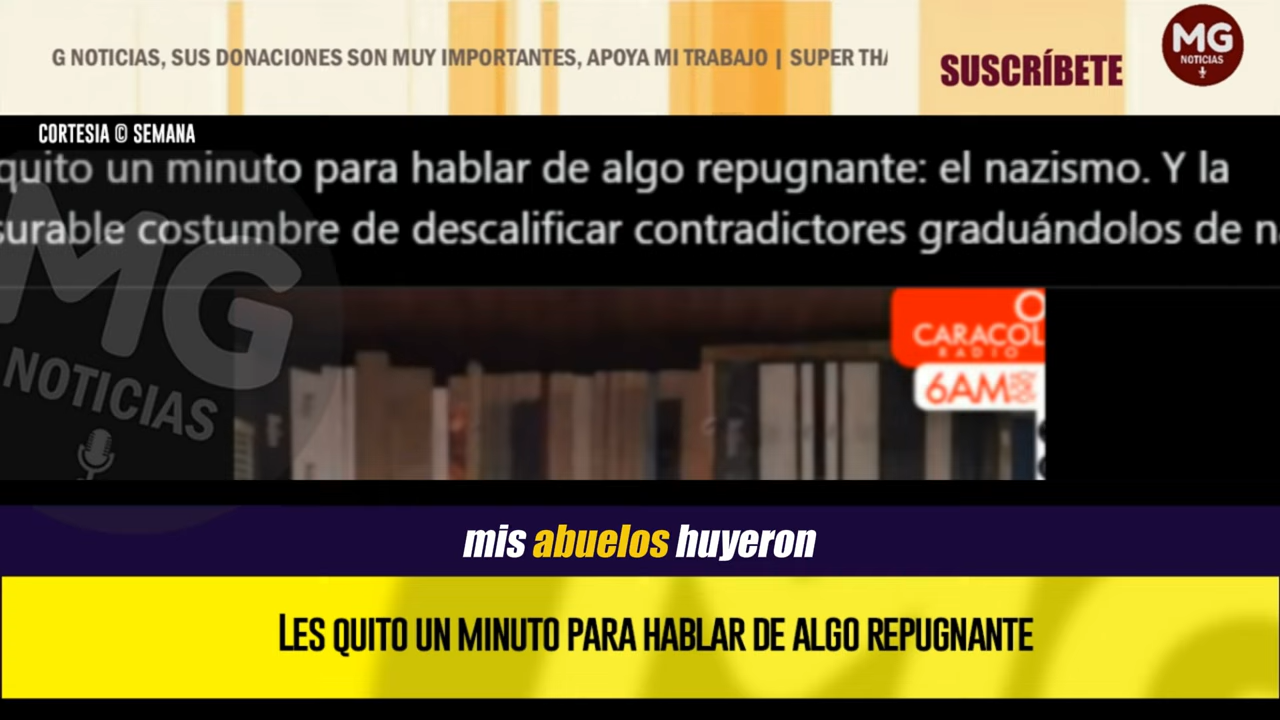 G NOTICIAS, SUS DONACIONES SON MUY IMPORTANTES, APOYA MI TRABAJO | SUPER THA
SUSCRÍBETE
MG
NOTICIAS
CORTESIA © SEMANA
quito un minuto para hablar de algo repugnante: el nazismo. Y la
surable costumbre de descalificar contradictores graduándolos de n
MG
NOTICIAS
CARACOL
RADIO
6AM
mis abuelos huyeron
LES QUITO UN MINUTO PARA HABLAR DE ALGO REPUGNANTE